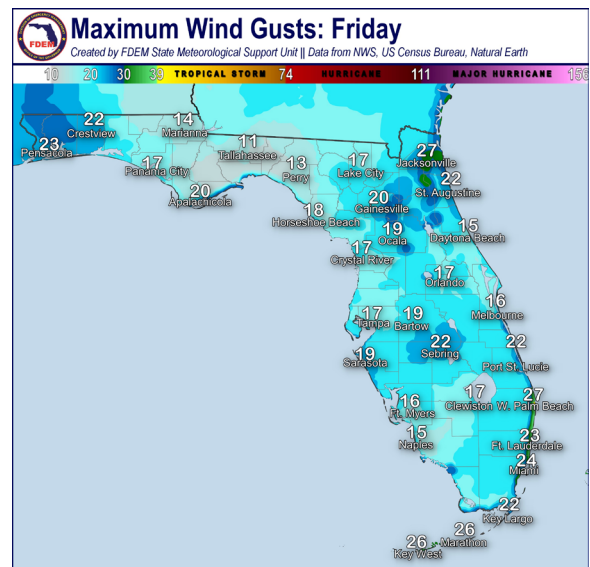 FDEM
Maximum Wind Gusts: Friday
Created by FDEM State Meteorological Support Unit || Data from NWS, US Census Bureau, Natural Earth
10 20 30 39 TROPICAL STORM 74 HURRICANE 111 MAJOR HURRICANE 156
22
Crestview
14
Marianna
23
Pensacola
11
Tallahassee
27
Jacksonville
17
Panama City
13
Perry
17
Lake City
22
St. Augustine
20
Apalachicola
20
Gainesville
18
Horseshoe Beach
19
Ocala
15
Daytona Beach
17
Crystal River
17
Orlando
16
Melbourne
17
Tampa
19
Bartow
22
Sebring
22
Port St. Lucie
19
Sarasota
16
Ft. Myers
17
Clewiston
27
W. Palm Beach
15
Naples
23
Ft. Lauderdale
24
Miami
22
Key Largo
26
Marathon
26
Key West